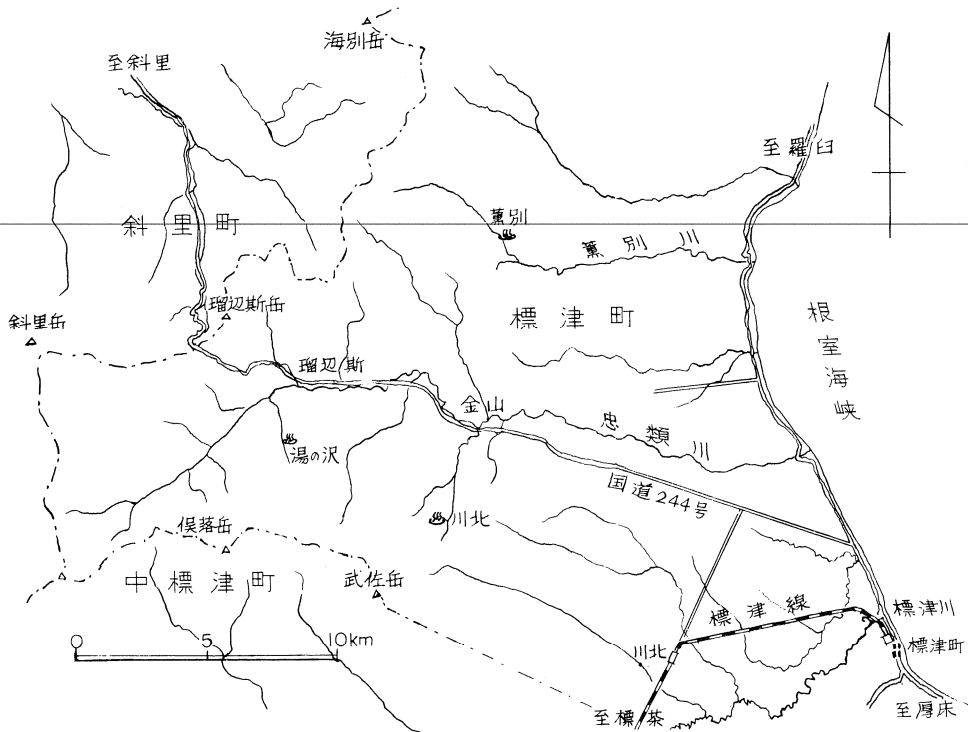 海別岳
至斜里
至羅臼
斜里町
薫別
薫別川
瑠辺斯岳
斜里岳
標津町
根室海峡
瑠辺斯
金山
忠類川
湯の沢
国道244号
川北
俣落岳
中標津町
武佐岳
標津線
標津川
標津町
川北
0 5 10km
至標茶
至厚床